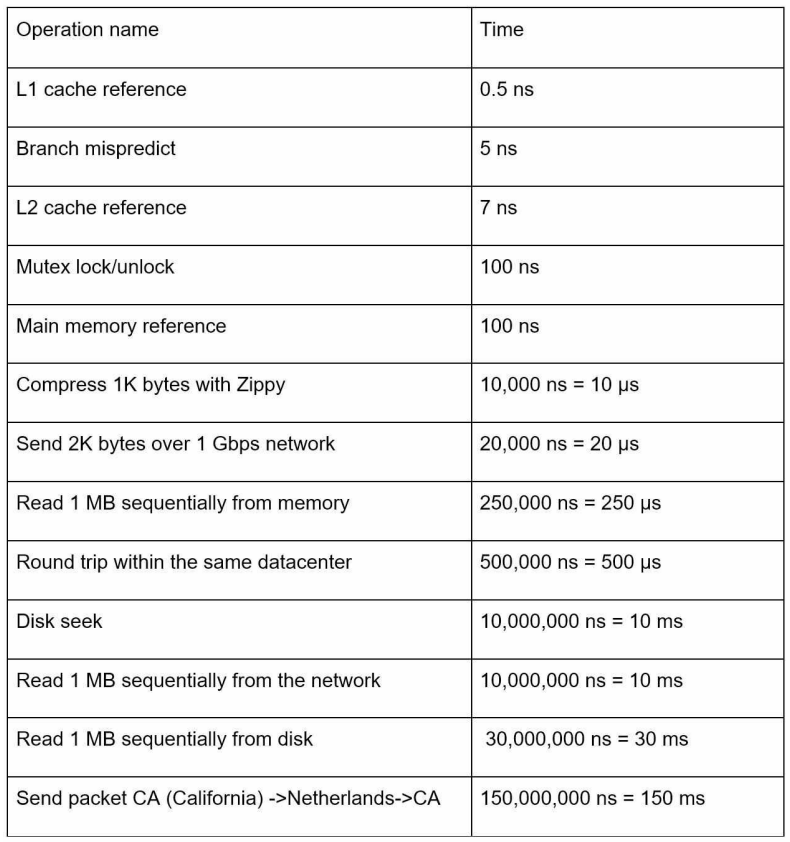 Operation name Time
L1 cache reference 0.5 ns
Branch mispredict 5 ns
L2 cache reference 7 ns
Mutex lock/unlock 100 ns
Main memory reference 100 ns
Compress 1K bytes with Zippy 10,000 ns = 10 µs
Send 2K bytes over 1 Gbps network 20,000 ns = 20 µs
Read 1 MB sequentially from memory 250,000 ns = 250 µs
Round trip within the same datacenter 500,000 ns = 500 µs
Disk seek 10,000,000 ns = 10 ms
Read 1 MB sequentially from the network 10,000,000 ns = 10 ms
Read 1 MB sequentially from disk 30,000,000 ns = 30 ms
Send packet CA (California) ->Netherlands->CA 150,000,000 ns = 150 ms